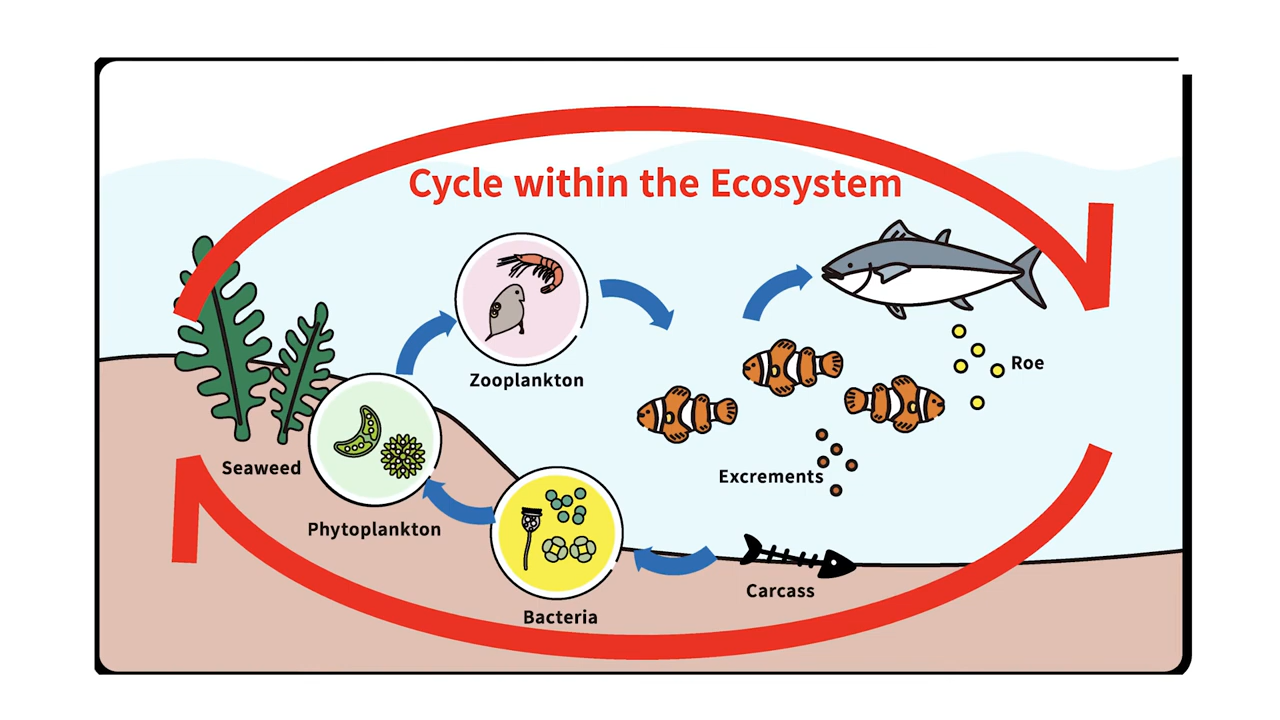 Cycle within the Ecosystem
Zooplankton
Roe
Seaweed
Excrements
Phytoplankton
Carcass
Bacteria